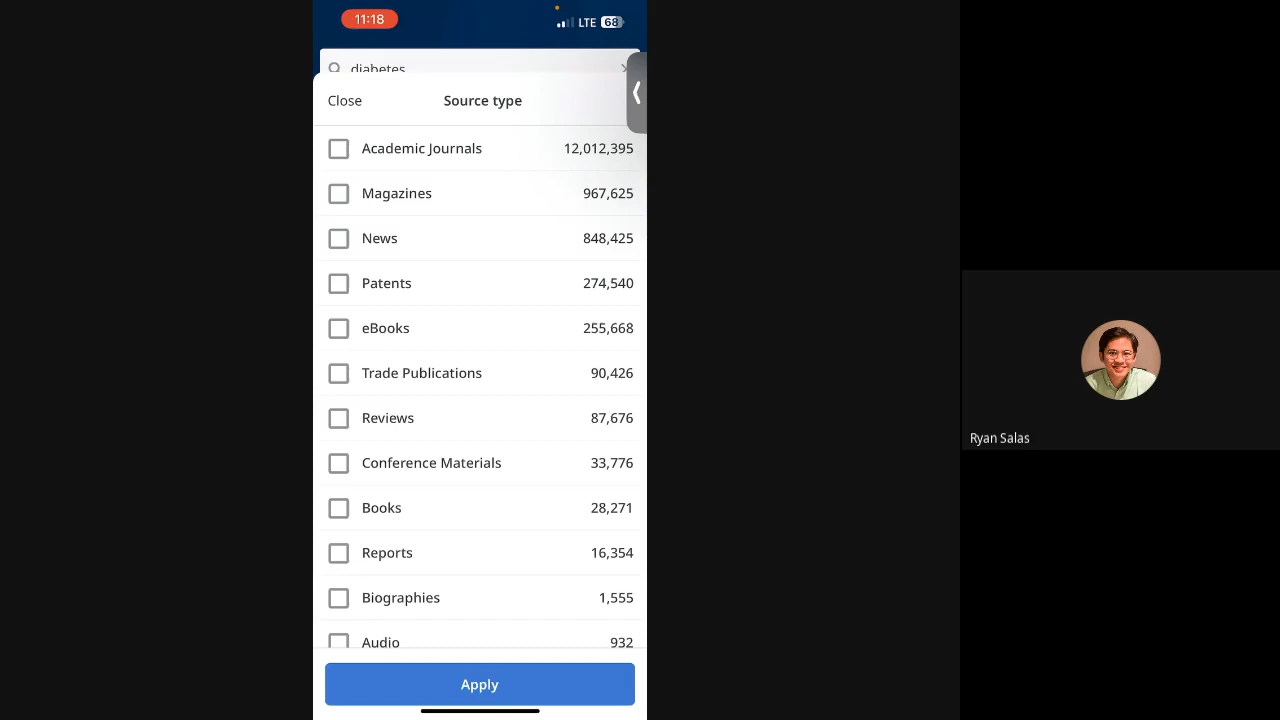 11:18
LTE 68
diabetes
Close Source type
Academic Journals 12,012,395
Magazines 967,625
News 848,425
Patents 274,540
eBooks 255,668
Trade Publications 90,426
Reviews 87,676
Conference Materials 33,776
Books 28,271
Reports 16,354
Biographies 1,555
Audio 932
Apply
Ryan Salas